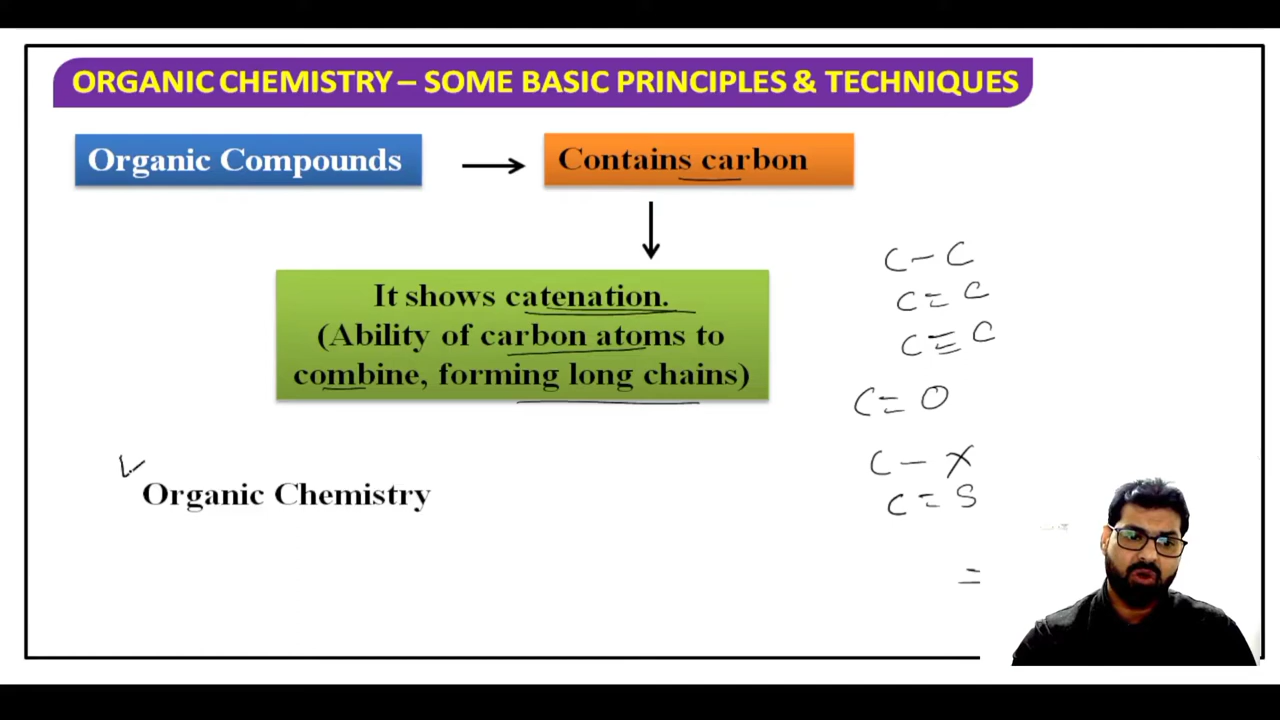 ORGANIC CHEMISTRY – SOME BASIC PRINCIPLES & TECHNIQUES
Organic Compounds
Contains carbon
It shows catenation.
(Ability of carbon atoms to
combine, forming long chains)
C – C
C = C
C ≡ C
C = O
C – X
C = S
=
Organic Chemistry